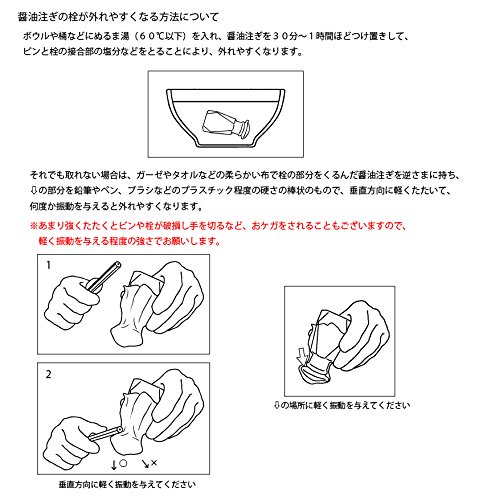 醤油注ぎの栓が外れやすくなる方法について
ボウルや桶などにぬるま湯（６０℃以下）を入れ、醤油注ぎを３０分～１時間ほどつけ置きして、
ビンと栓の接合部の塩分などをとることにより、外れやすくなります。
それでも取れない場合は、ガーゼやタオルなどの柔らかい布で栓の部分をくるんだ醤油注ぎを逆さまに持ち、
⇩の部分を鉛筆やペン、ブラシなどのプラスチック程度の硬さの棒状のもので、垂直方向に軽くたたいて、
何度か振動を与えると外れやすくなります。
※あまり強くたたくとビンや栓が破損し手を切るなど、おケガをされることもございますので、
軽く振動を与える程度の強さでお願いします。
1
2
↓○ ↘×
垂直方向に軽く振動を与えてください
⇩の場所に軽く振動を与えてください